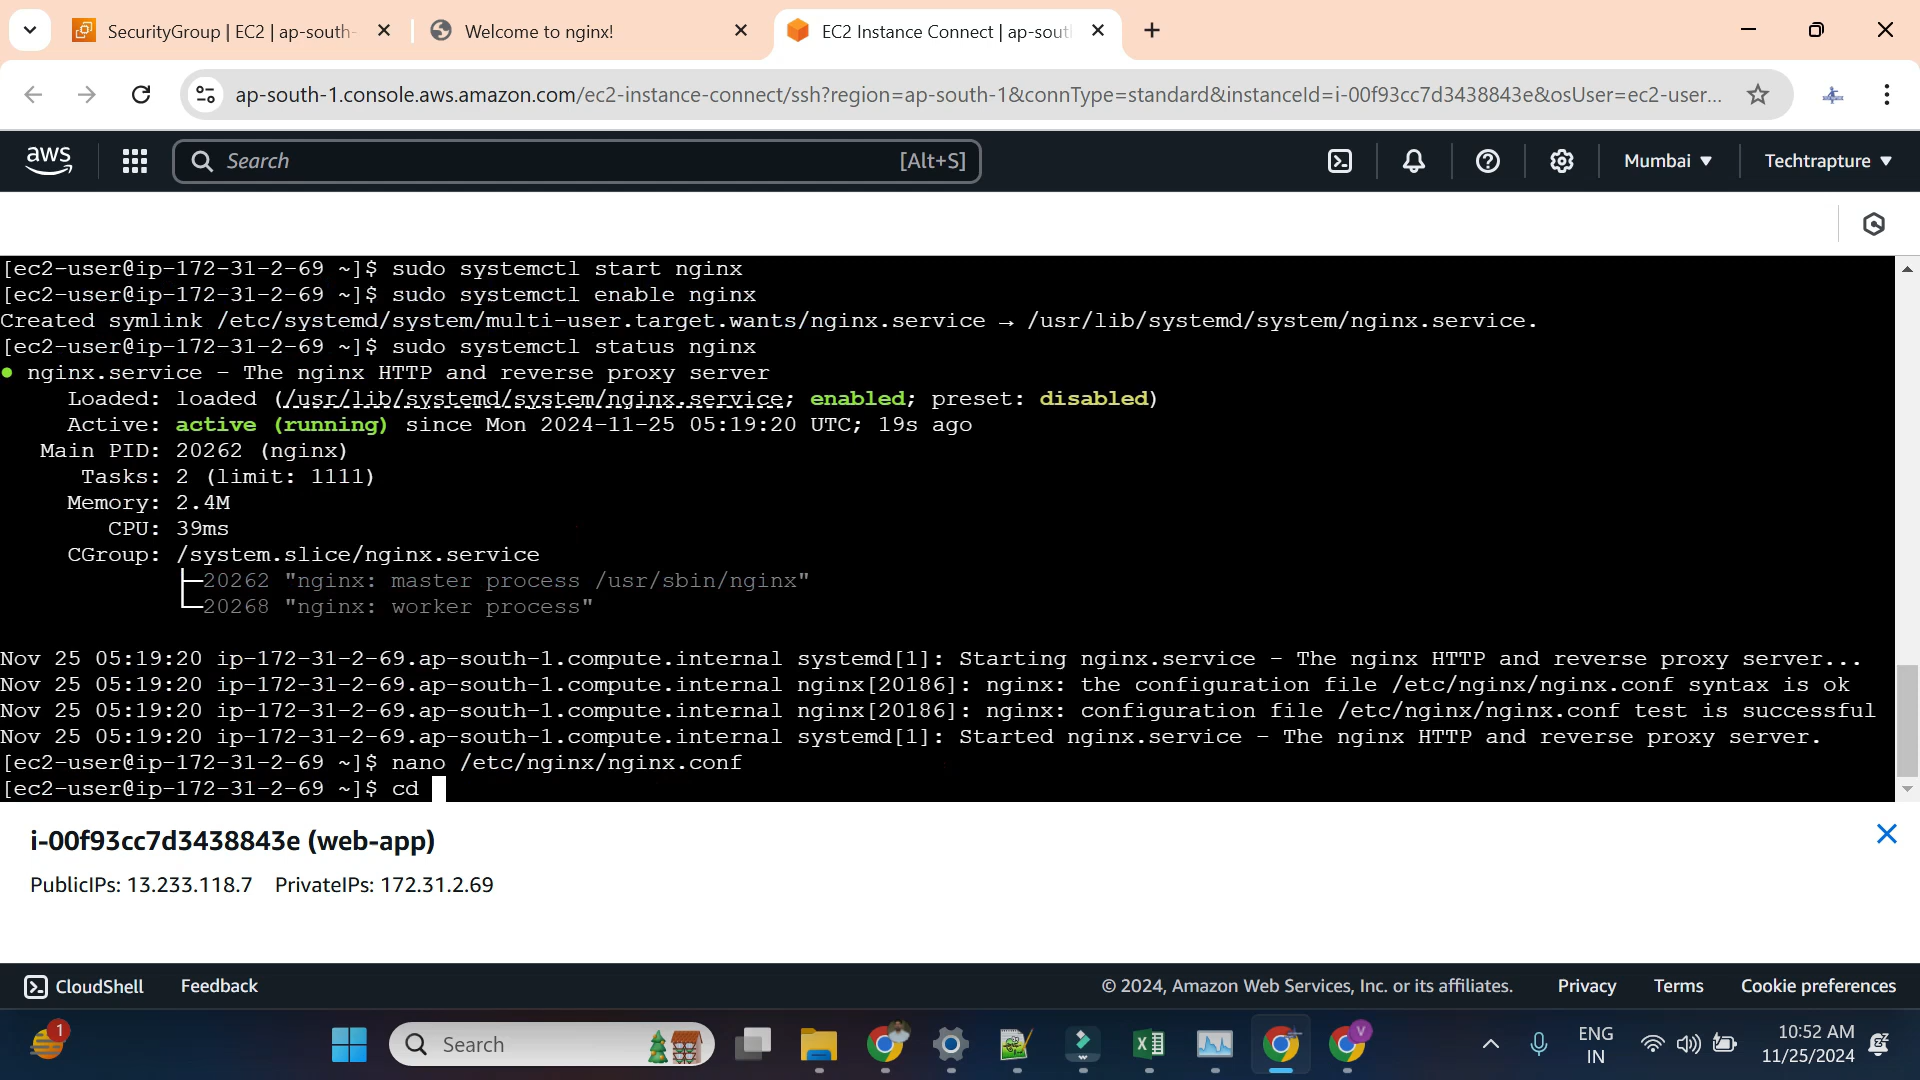 SecurityGroup | EC2 | ap-south-
Welcome to nginx!
EC2 Instance Connect | ap-sout
ap-south-1.console.aws.amazon.com/ec2-instance-connect/ssh?region=ap-south-1&connType=standard&instanceId=i-00f93cc7d3438843e&osUser=ec2-user...
aws
Search
[Alt+S]
Mumbai
Techtrapture
[ec2-user@ip-172-31-2-69 ~]$ sudo systemctl start nginx
[ec2-user@ip-172-31-2-69 ~]$ sudo systemctl enable nginx
Created symlink /etc/systemd/system/multi-user.target.wants/nginx.service → /usr/lib/systemd/system/nginx.service.
[ec2-user@ip-172-31-2-69 ~]$ sudo systemctl status nginx
● nginx.service - The nginx HTTP and reverse proxy server
     Loaded: loaded (/usr/lib/systemd/system/nginx.service; enabled; preset: disabled)
     Active: active (running) since Mon 2024-11-25 05:19:20 UTC; 19s ago
   Main PID: 20262 (nginx)
      Tasks: 2 (limit: 1111)
     Memory: 2.4M
        CPU: 39ms
     CGroup: /system.slice/nginx.service
             ├─20262 "nginx: master process /usr/sbin/nginx"
             └─20268 "nginx: worker process"
Nov 25 05:19:20 ip-172-31-2-69.ap-south-1.compute.internal systemd[1]: Starting nginx.service - The nginx HTTP and reverse proxy server...
Nov 25 05:19:20 ip-172-31-2-69.ap-south-1.compute.internal nginx[20186]: nginx: the configuration file /etc/nginx/nginx.conf syntax is ok
Nov 25 05:19:20 ip-172-31-2-69.ap-south-1.compute.internal nginx[20186]: nginx: configuration file /etc/nginx/nginx.conf test is successful
Nov 25 05:19:20 ip-172-31-2-69.ap-south-1.compute.internal systemd[1]: Started nginx.service - The nginx HTTP and reverse proxy server.
[ec2-user@ip-172-31-2-69 ~]$ nano /etc/nginx/nginx.conf
[ec2-user@ip-172-31-2-69 ~]$ cd
i-00f93cc7d3438843e (web-app)
PublicIPs: 13.233.118.7 PrivateIPs: 172.31.2.69
CloudShell
Feedback
© 2024, Amazon Web Services, Inc. or its affiliates.
Privacy
Terms
Cookie preferences
1
Search
V
ENG
IN
10:52 AM
11/25/2024